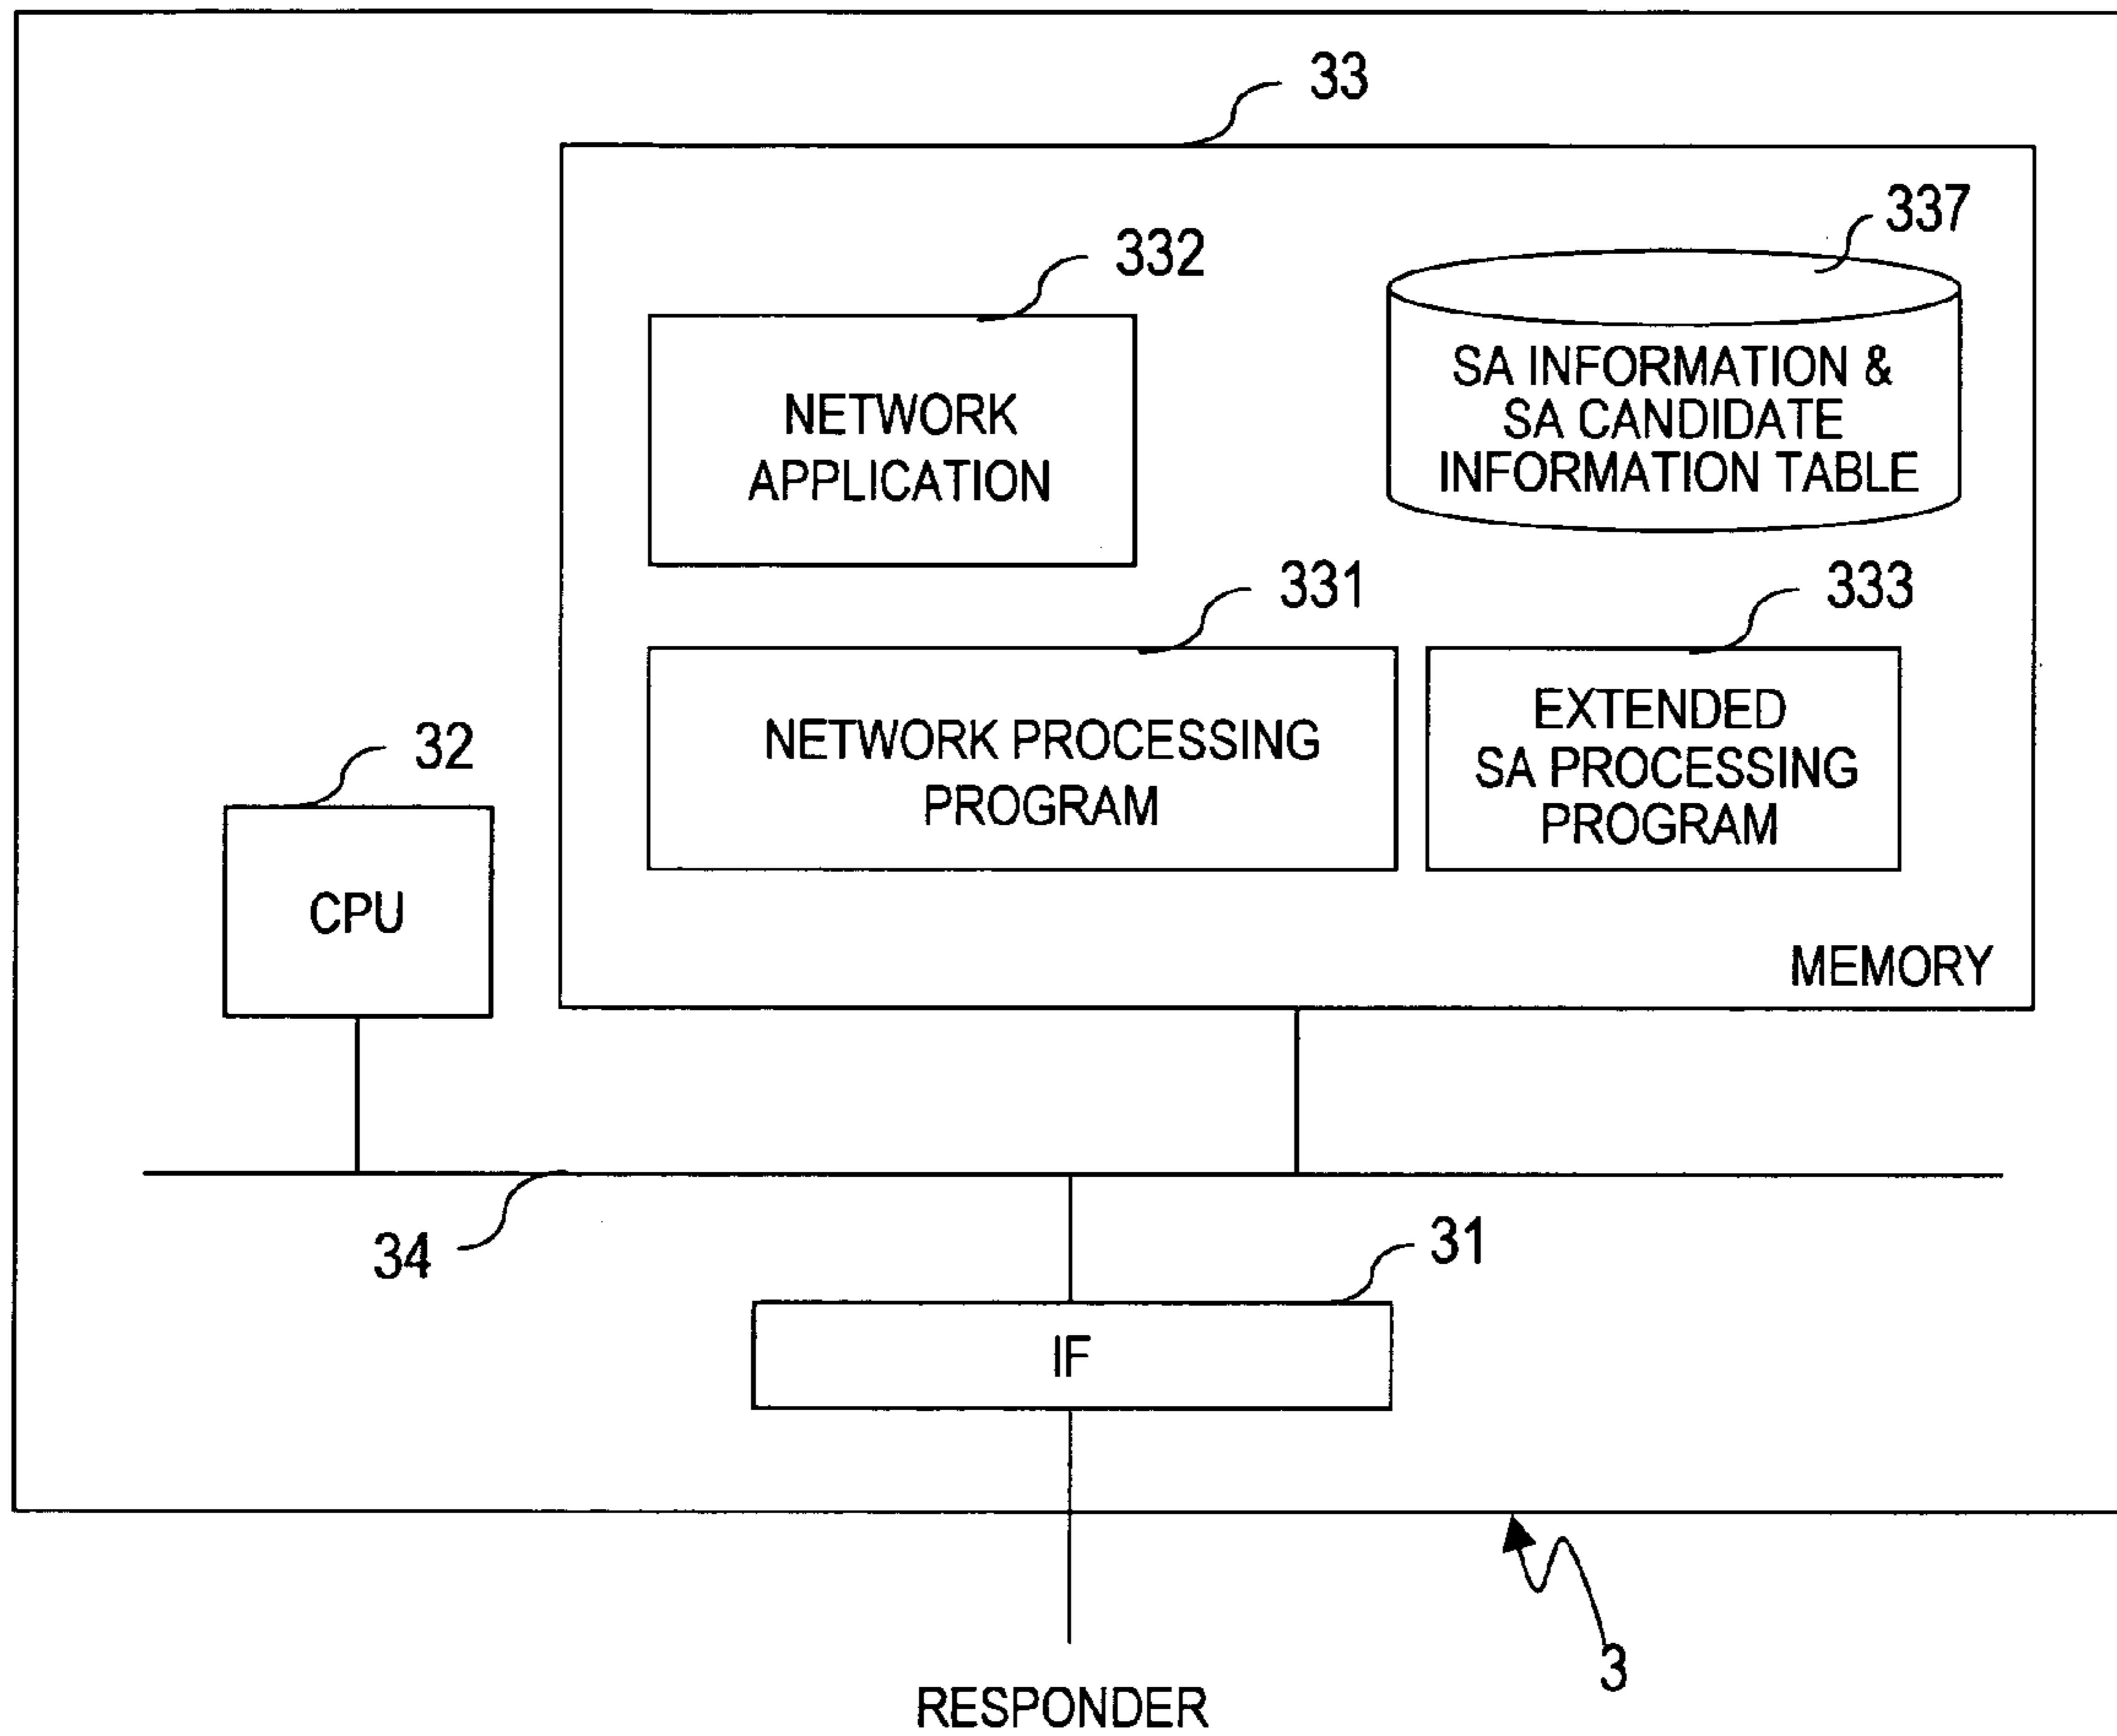 33
337
332
SA INFORMATION &
SA CANDIDATE
INFORMATION TABLE
NETWORK
APPLICATION
331
333
NETWORK PROCESSING
PROGRAM
EXTENDED
SA PROCESSING
PROGRAM
32
CPU
MEMORY
34
31
IF
3
RESPONDER